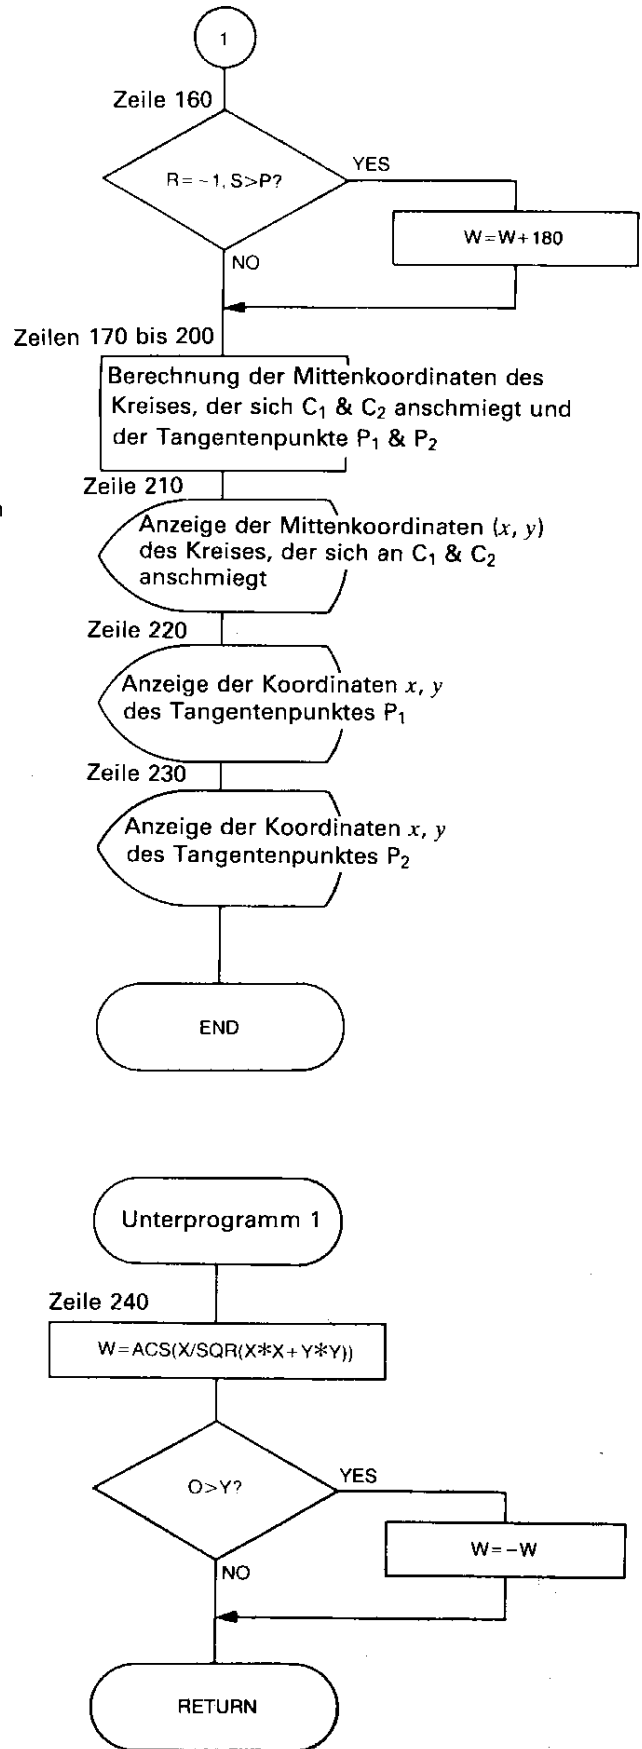 1
Zeile 160
R=-1, S>P?
YES
W=W+180
NO
Zeilen 170 bis 200
Berechnung der Mittenkoordinaten des
Kreises, der sich C₁ & C₂ anschmiegt und
der Tangentenpunkte P₁ & P₂
Zeile 210
Anzeige der Mittenkoordinaten (x, y)
des Kreises, der sich an C₁ & C₂
anschmiegt
Zeile 220
Anzeige der Koordinaten x, y
des Tangentenpunktes P₁
Zeile 230
Anzeige der Koordinaten x, y
des Tangentenpunktes P₂
END
Unterprogramm 1
Zeile 240
W=ACS(X/SQR(X*X+Y*Y))
O>Y?
YES
W=-W
NO
RETURN